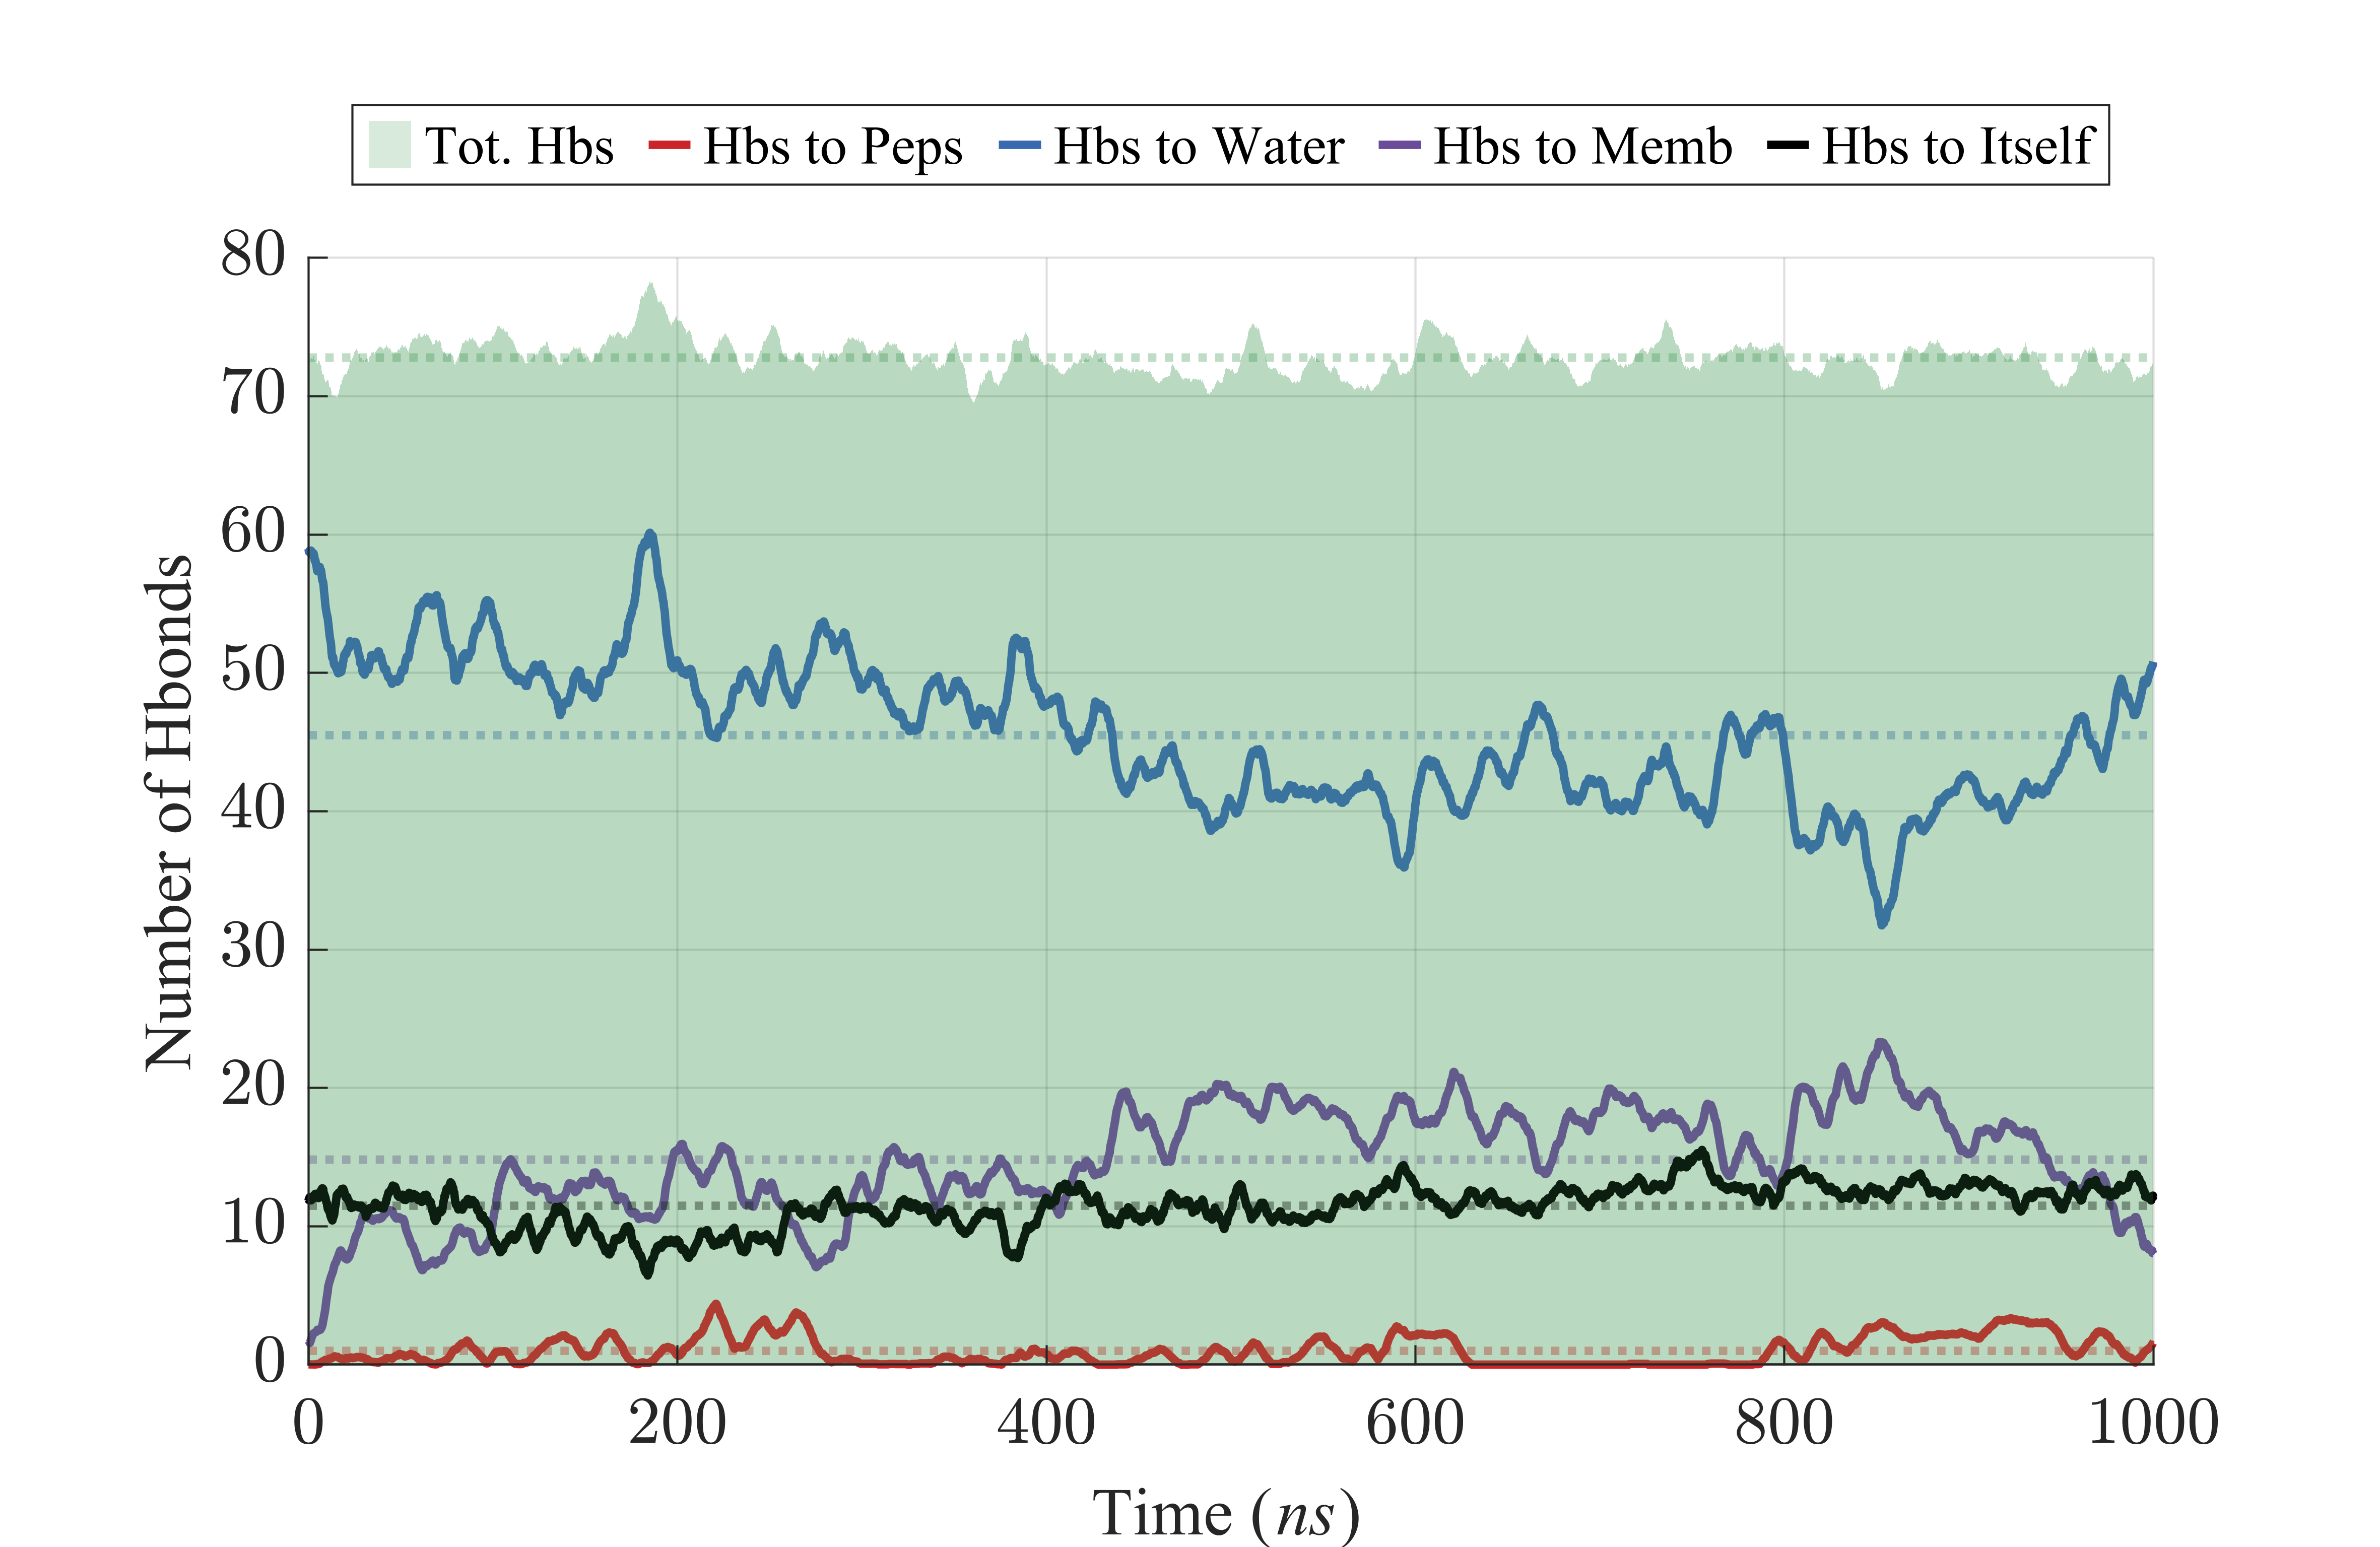 Tot. Hbs Hbs to Peps Hbs to Water Hbs to Memb Hbs to Itself
80
70
60
50
40
30
20
10
0
Number of Hbonds
0 200 400 600 800 1000
Time (ns)